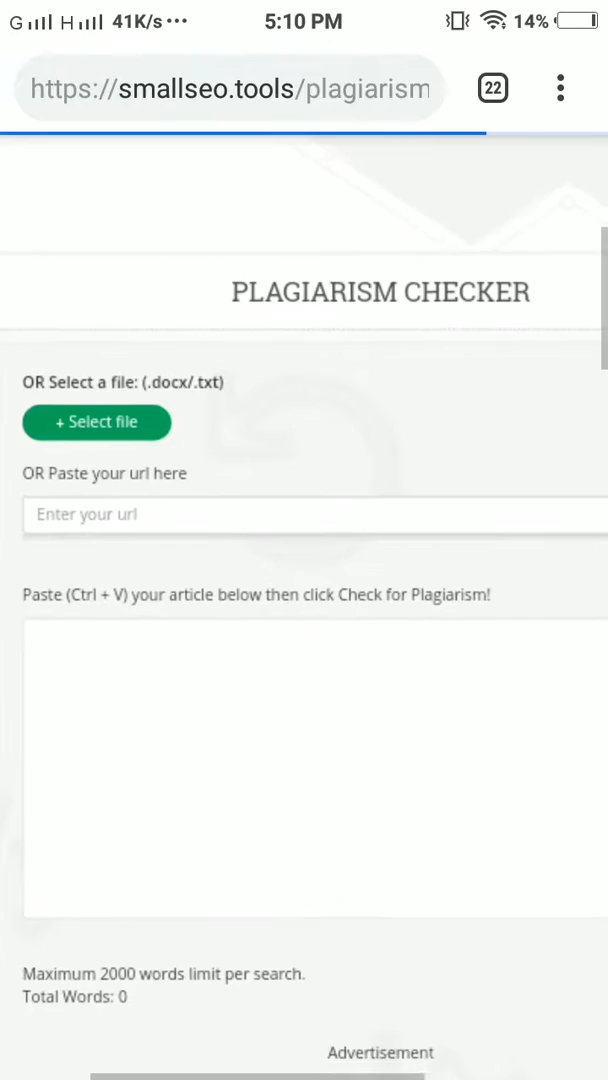 G H 41K/s 5:10 PM 14%
https://smallseo.tools/plagiarism 22
PLAGIARISM CHECKER
OR Select a file: (.docx/.txt)
+ Select file
OR Paste your url here
Enter your url
Paste (Ctrl + V) your article below then click Check for Plagiarism!
Maximum 2000 words limit per search.
Total Words: 0
Advertisement